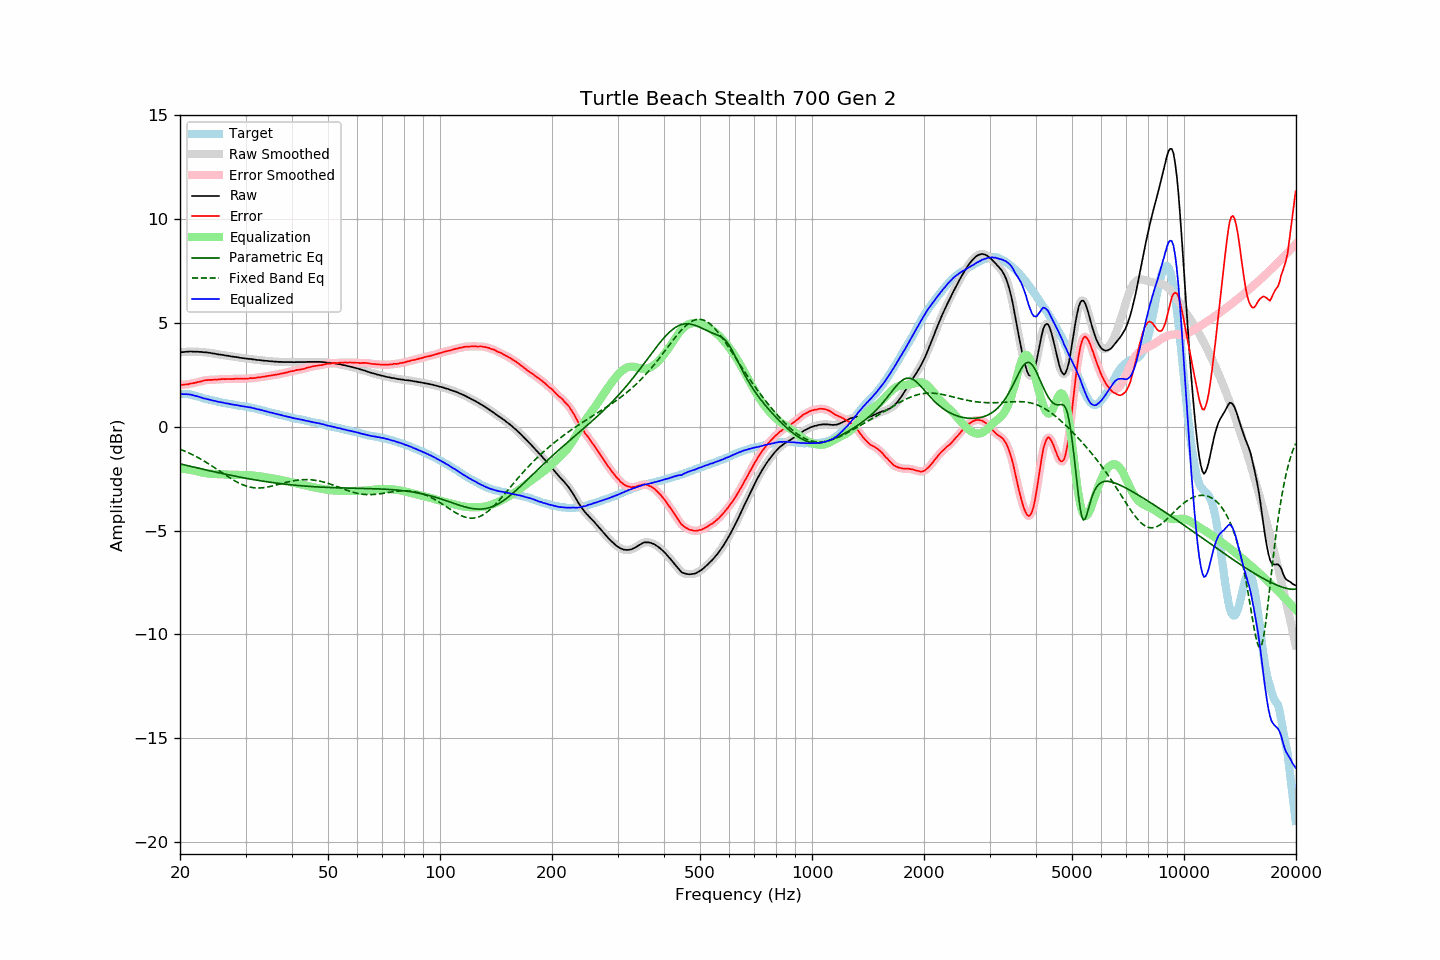 Turtle Beach Stealth 700 Gen 2
15
10
5
0
−5
−10
−15
−20
Amplitude (dBr)
Target
Raw Smoothed
Error Smoothed
Raw
Error
Equalization
Parametric Eq
Fixed Band Eq
Equalized
20 50 100 200 500 1000 2000 5000 10000 20000
Frequency (Hz)